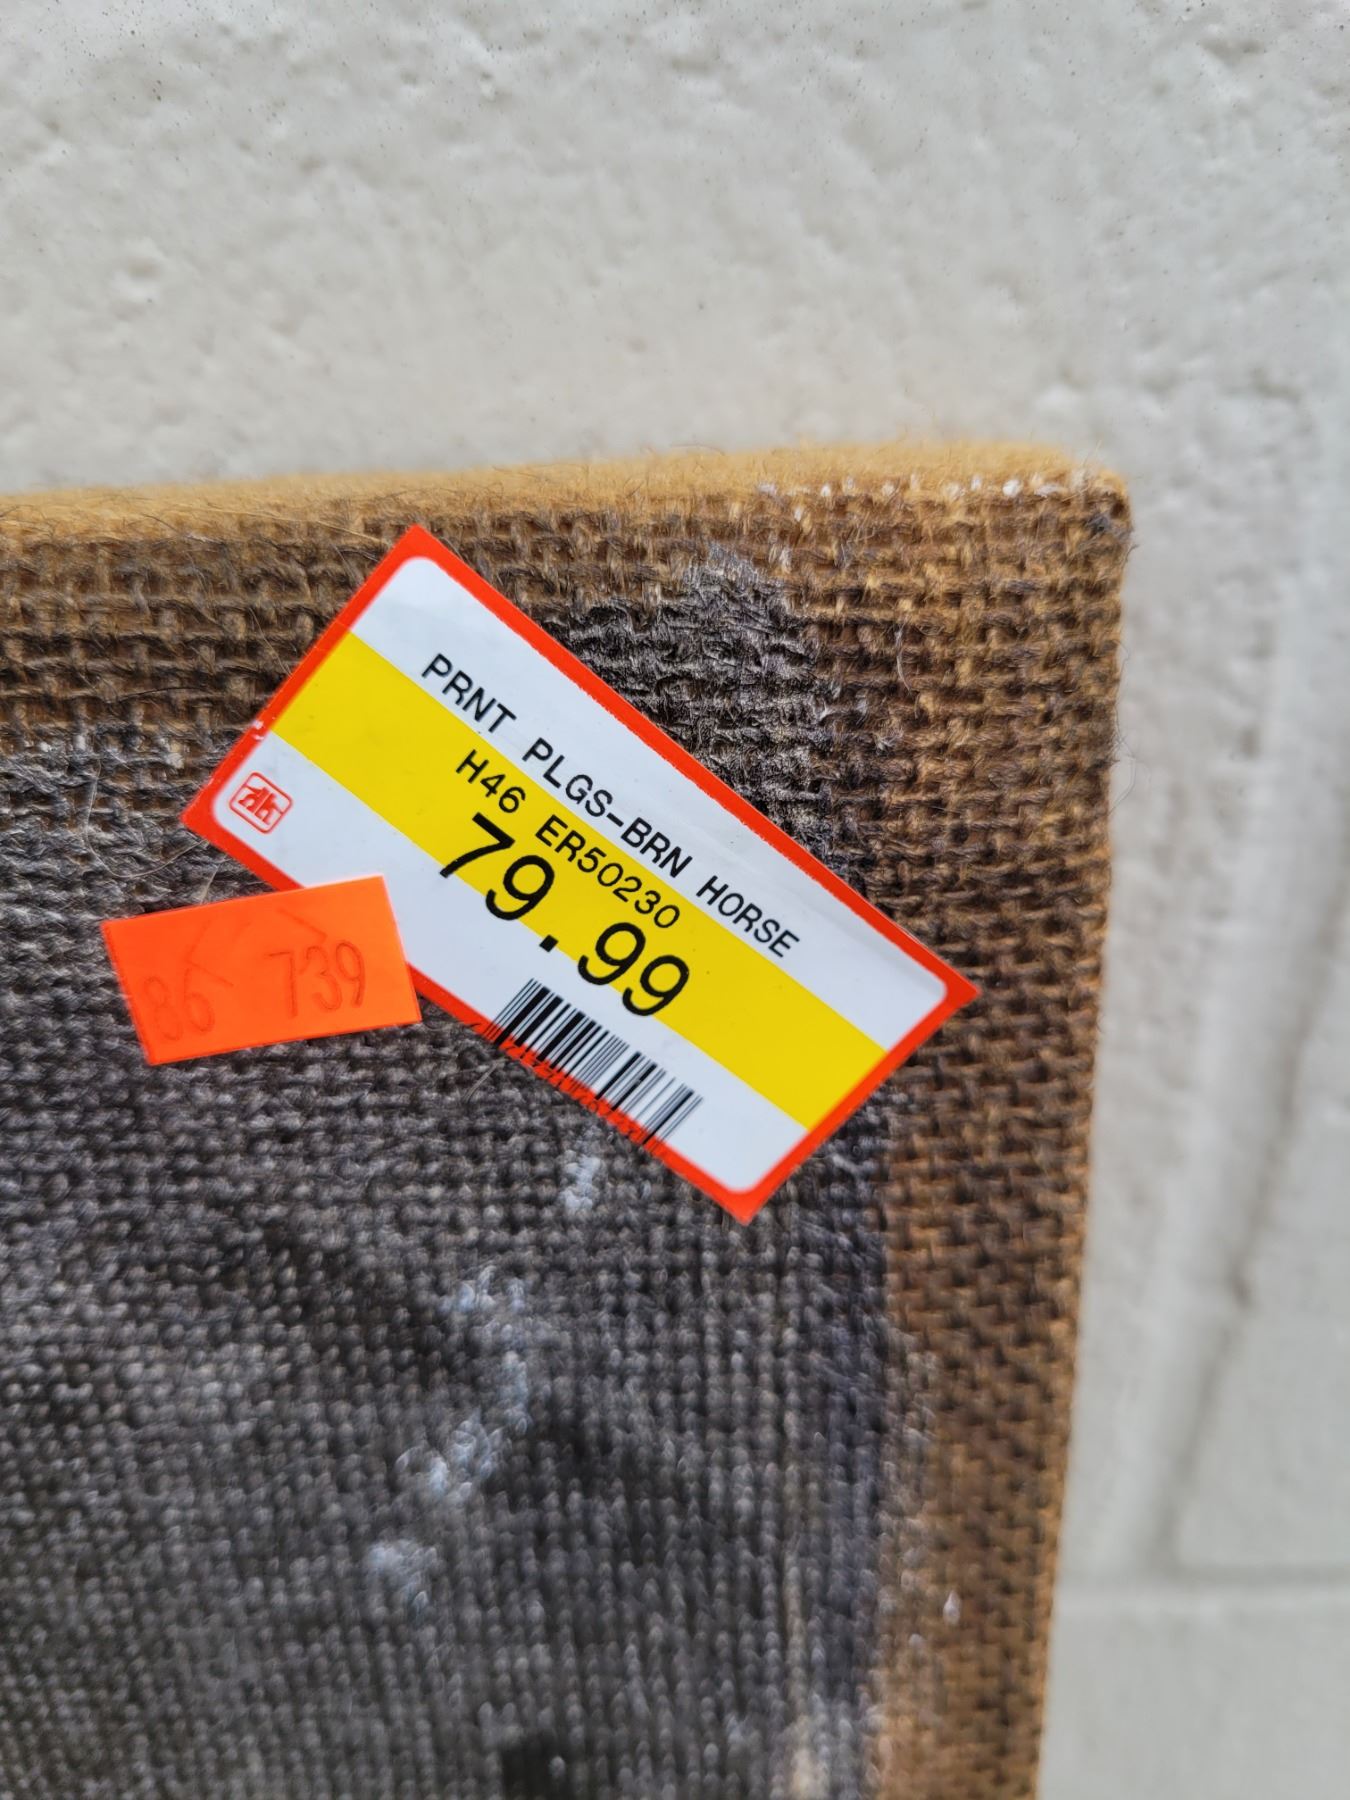 PRNT PLGS-BRN HORSE
H46 ER50230
79.99
86 739